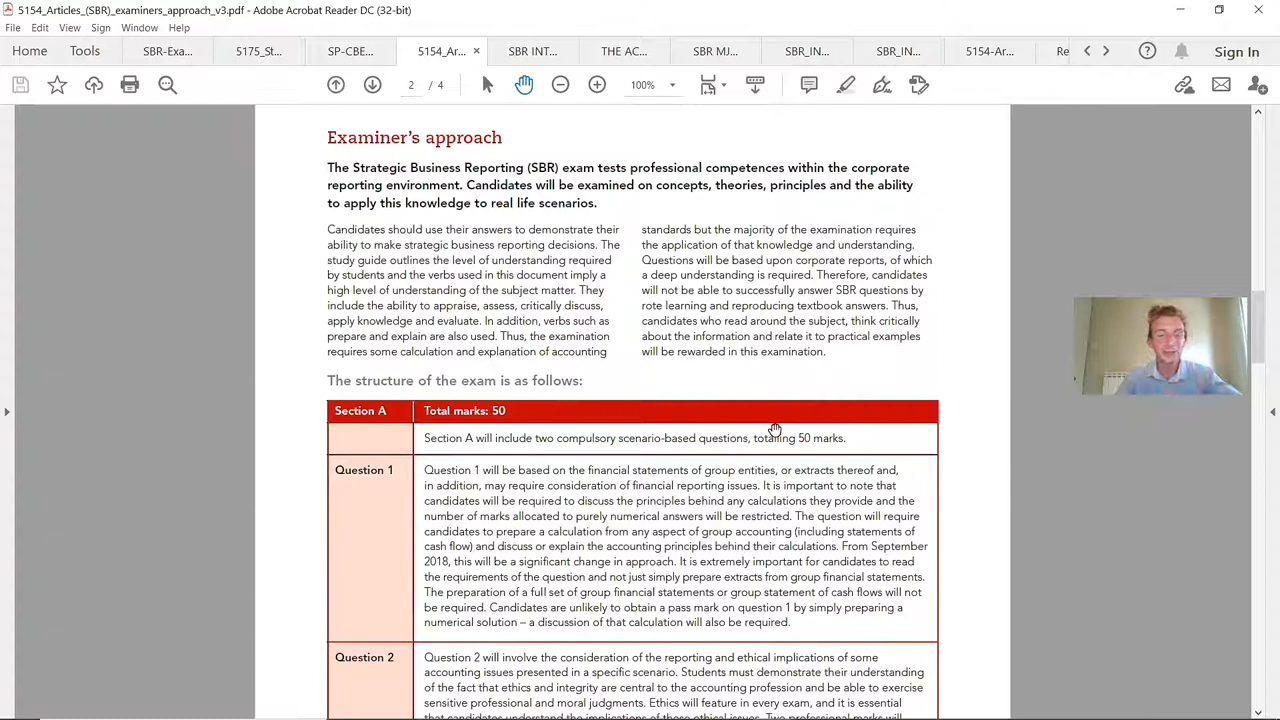 5154_Articles_(SBR)_examiners_approach_v3.pdf - Adobe Acrobat Reader DC (32-bit)
File Edit View Sign Window Help
Home Tools SBR-Exa... 5175_St... SP-CBE... 5154_Ar... × SBR INT... THE AC... SBR MJ... SBR_IN... SBR_IN... 5154-Ar... Re Sign In
2 / 4 100%
Examiner's approach
The Strategic Business Reporting (SBR) exam tests professional competences within the corporate
reporting environment. Candidates will be examined on concepts, theories, principles and the ability
to apply this knowledge to real life scenarios.
Candidates should use their answers to demonstrate their
ability to make strategic business reporting decisions. The
study guide outlines the level of understanding required
by students and the verbs used in this document imply a
high level of understanding of the subject matter. They
include the ability to appraise, assess, critically discuss,
apply knowledge and evaluate. In addition, verbs such as
prepare and explain are also used. Thus, the examination
requires some calculation and explanation of accounting
standards but the majority of the examination requires
the application of that knowledge and understanding.
Questions will be based upon corporate reports, of which
a deep understanding is required. Therefore, candidates
will not be able to successfully answer SBR questions by
rote learning and reproducing textbook answers. Thus,
candidates who read around the subject, think critically
about the information and relate it to practical examples
will be rewarded in this examination.
The structure of the exam is as follows:
Section A Total marks: 50
Section A will include two compulsory scenario-based questions, totalling 50 marks.
Question 1 Question 1 will be based on the financial statements of group entities, or extracts thereof and,
in addition, may require consideration of financial reporting issues. It is important to note that
candidates will be required to discuss the principles behind any calculations they provide and the
number of marks allocated to purely numerical answers will be restricted. The question will require
candidates to prepare a calculation from any aspect of group accounting (including statements of
cash flow) and discuss or explain the accounting principles behind their calculations. From September
2018, this will be a significant change in approach. It is extremely important for candidates to read
the requirements of the question and not just simply prepare extracts from group financial statements.
The preparation of a full set of group financial statements or group statement of cash flows will not
be required. Candidates are unlikely to obtain a pass mark on question 1 by simply preparing a
numerical solution – a discussion of that calculation will also be required.
Question 2 Question 2 will involve the consideration of the reporting and ethical implications of some
accounting issues presented in a specific scenario. Students must demonstrate their understanding
of the fact that ethics and integrity are central to the accounting profession and be able to exercise
sensitive professional and moral judgments. Ethics will feature in every exam, and it is essential
that candidates understand the implications of these ethical issues. Two professional marks will